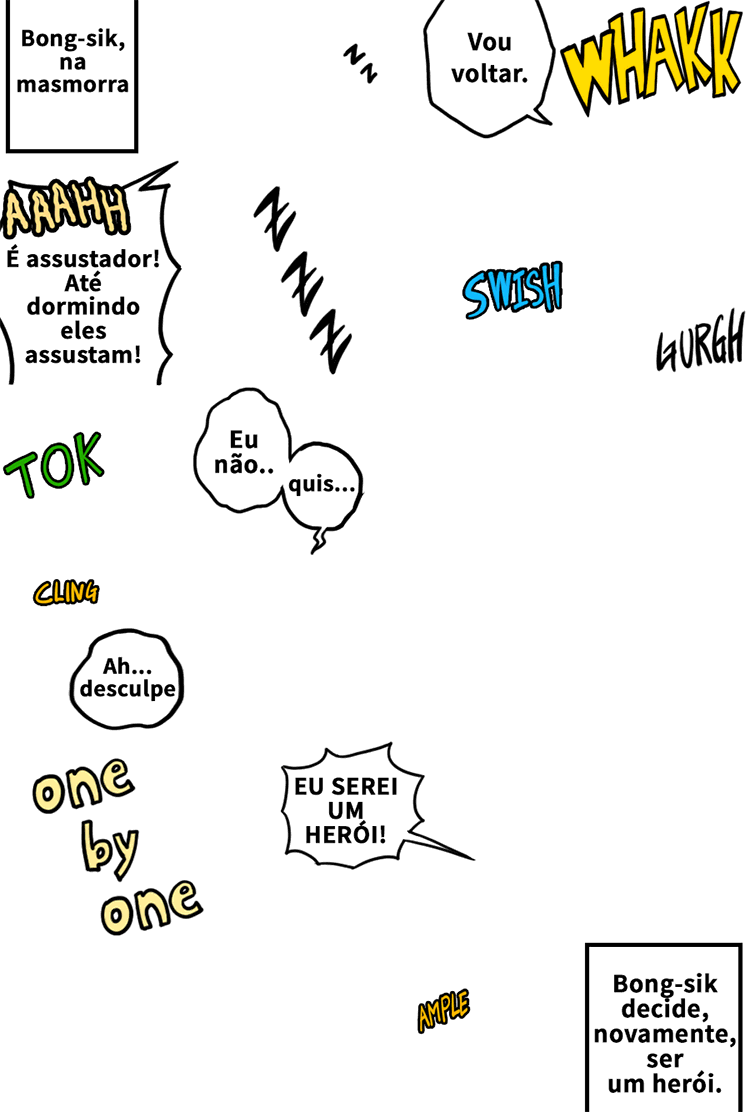 Bong-sik,
na
masmorra
Z
Z
Vou
voltar.
WHAKK
AAAHH
É assustador!
Até
dormindo
eles
assustam!
Z
Z
Z
SWISH
GURGH
TOK
Eu
não..
quis...
CLING
Ah...
desculpe
one
by
one
EU SEREI
UM
HERÓI!
AMPLE
Bong-sik
decide,
novamente,
ser
um herói.